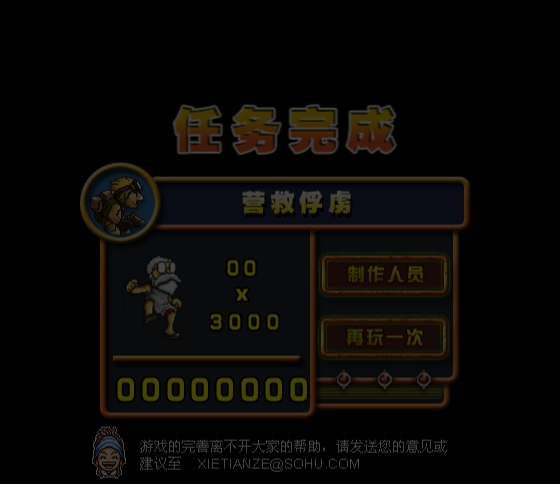 任务完成
营救俘虏
00
x
3000
00000000
制作人员
再玩一次
游戏的完善离不开大家的帮助，请发送您的意见或
建议至 XIETIANZE@SOHU.COM